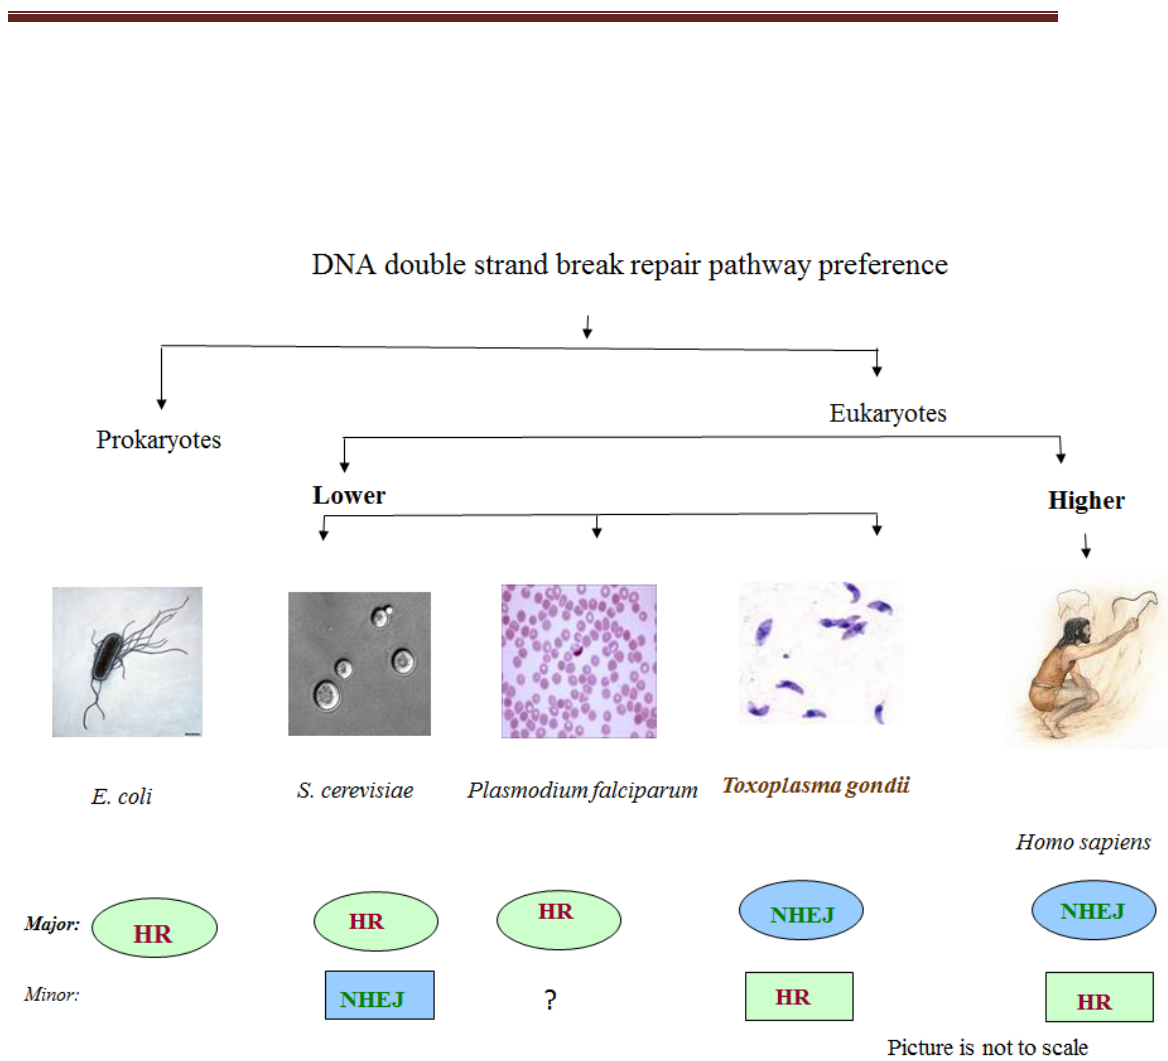 DNA double strand break repair pathway preference
Prokaryotes
Eukaryotes
Lower
Higher
E. coli
S. cerevisiae
Plasmodium falciparum
Toxoplasma gondii
Homo sapiens
Major:
HR
HR
HR
NHEJ
NHEJ
Minor:
NHEJ
?
HR
HR
Picture is not to scale